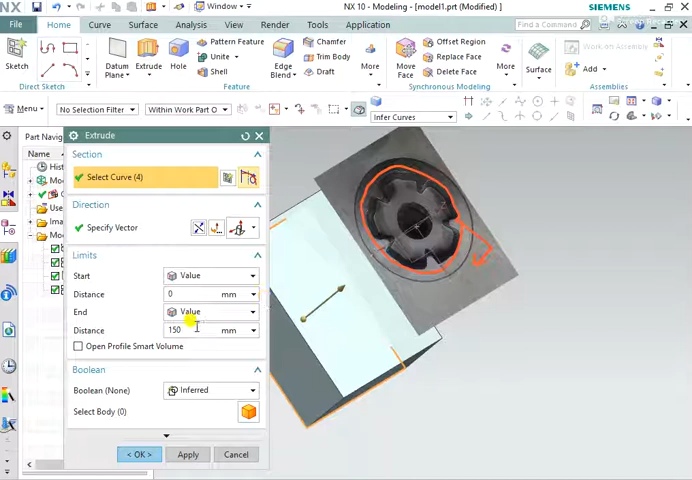 NX
Window
NX 10 - Modeling - [model1.prt (Modified) ]
SIEMENS
File
Home
Curve
Surface
Analysis
View
Render
Tools
Application
Find a Command
Sketch
Direct Sketch
Datum Plane
Extrude
Hole
Pattern Feature
Unite
Shell
Edge Blend
Chamfer
Trim Body
Draft
More
Feature
Move Face
Offset Region
Replace Face
Delete Face
More
Synchronous Modeling
Surface
Work on Assembly
Add
Assemblies
Menu
No Selection Filter
Within Work Part O
Infer Curves
Part Navig
Name
Extrude
Section
Select Curve (4)
Direction
Specify Vector
Limits
Start
Value
Distance
0
mm
End
Value
Distance
150
mm
Open Profile Smart Volume
Boolean
Boolean (None)
Inferred
Select Body (0)
< OK >
Apply
Cancel